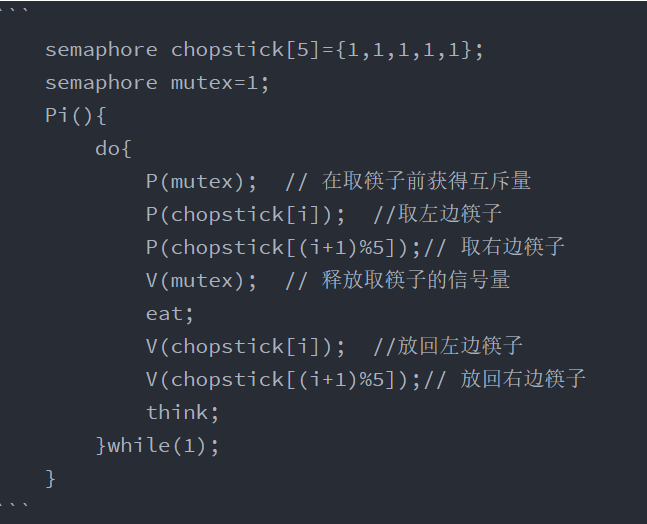 ```
semaphore chopstick[5]={1,1,1,1,1};
semaphore mutex=1;
Pi(){
do{
P(mutex);  // 在取筷子前获得互斥量
P(chopstick[i]);  //取左边筷子
P(chopstick[(i+1)%5]);// 取右边筷子
V(mutex);  // 释放取筷子的信号量
eat;
V(chopstick[i]);  //放回左边筷子
V(chopstick[(i+1)%5]);// 放回右边筷子
think;
}while(1);
}
```